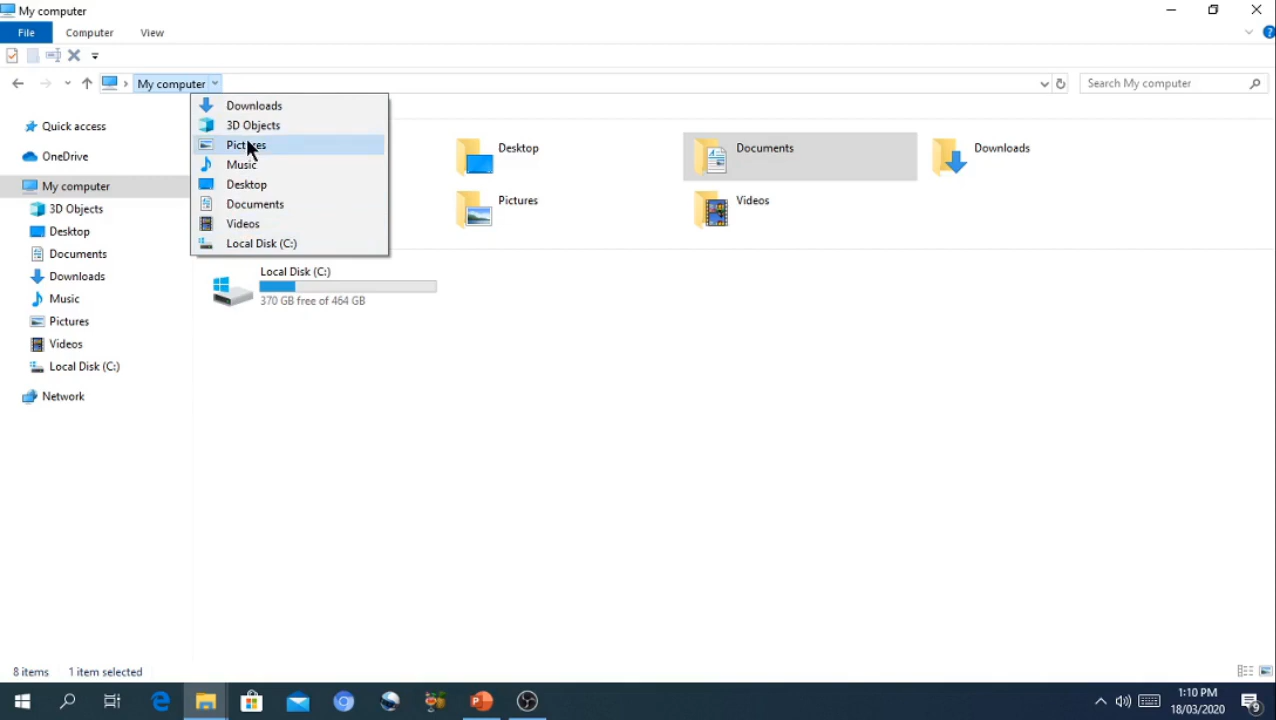 My computer
File Computer View
My computer Search My computer
Downloads
3D Objects
Pictures
Music
Desktop
Documents
Videos
Local Disk (C:)
Quick access
OneDrive
My computer
3D Objects
Desktop
Documents
Downloads
Music
Pictures
Videos
Local Disk (C:)
Network
Desktop Documents Downloads
Pictures Videos
Local Disk (C:)
370 GB free of 464 GB
8 items 1 item selected
1:10 PM
18/03/2020
9